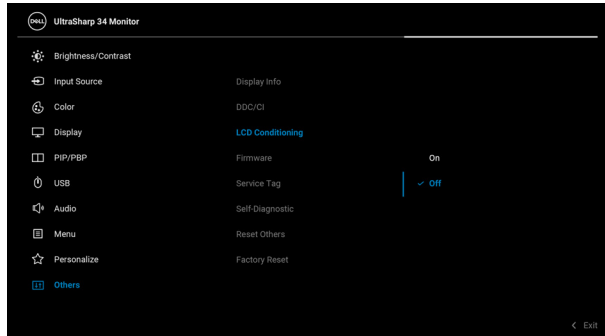 DELL UltraSharp 34 Monitor
Brightness/Contrast
Input Source
Color
Display
PIP/PBP
USB
Audio
Menu
Personalize
Others
Display Info
DDC/CI
LCD Conditioning
Firmware
Service Tag
Self-Diagnostic
Reset Others
Factory Reset
On
Off
Exit